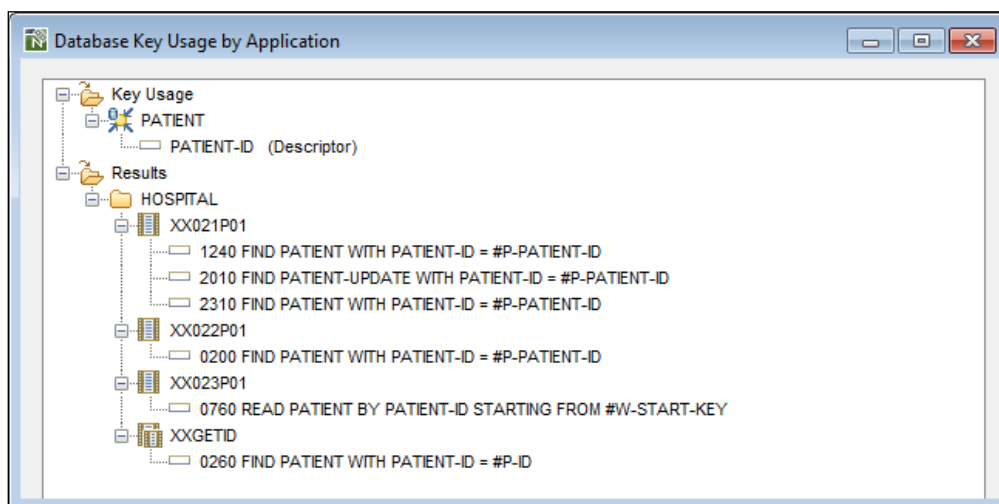 Database Key Usage by Application
Key Usage
PATIENT
PATIENT-ID (Descriptor)
Results
HOSPITAL
XX021P01
1240 FIND PATIENT WITH PATIENT-ID = #P-PATIENT-ID
2010 FIND PATIENT-UPDATE WITH PATIENT-ID = #P-PATIENT-ID
2310 FIND PATIENT WITH PATIENT-ID = #P-PATIENT-ID
XX022P01
0200 FIND PATIENT WITH PATIENT-ID = #P-PATIENT-ID
XX023P01
0760 READ PATIENT BY PATIENT-ID STARTING FROM #W-START-KEY
XXGETID
0260 FIND PATIENT WITH PATIENT-ID = #P-ID